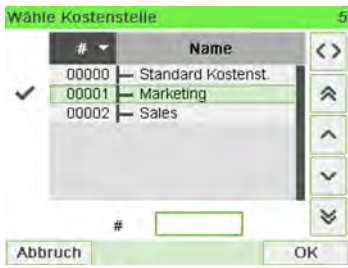 Wähle Kostenstelle 5
# Name
00000 Standard Kostenst.
00001 Marketing
00002 Sales
#
Abbruch OK